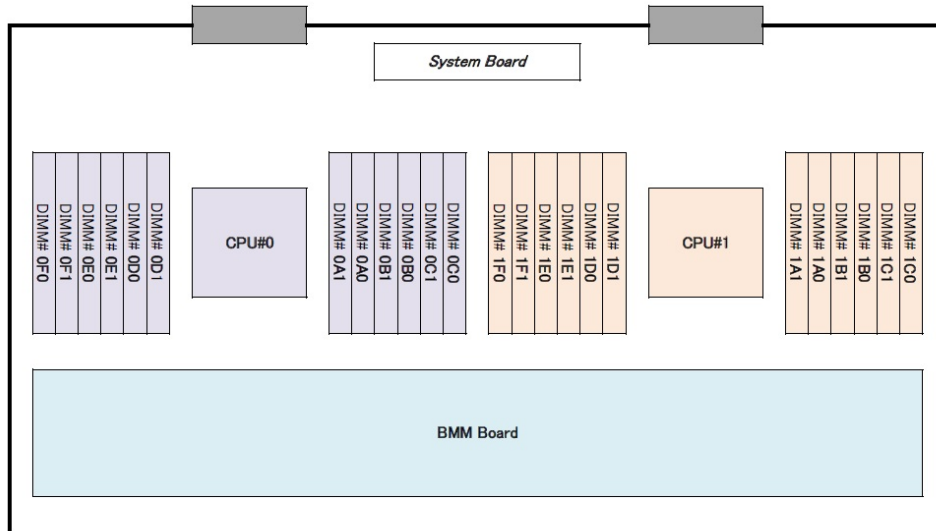 System Board
DIMM# 0F0
DIMM# 0F1
DIMM# 0E0
DIMM# 0E1
DIMM# 0D0
DIMM# 0D1
CPU#0
DIMM# 0A1
DIMM# 0A0
DIMM# 0B1
DIMM# 0B0
DIMM# 0C1
DIMM# 0C0
DIMM# 1F0
DIMM# 1F1
DIMM# 1E0
DIMM# 1E1
DIMM# 1D0
DIMM# 1D1
CPU#1
DIMM# 1A1
DIMM# 1A0
DIMM# 1B1
DIMM# 1B0
DIMM# 1C1
DIMM# 1C0
BMM Board